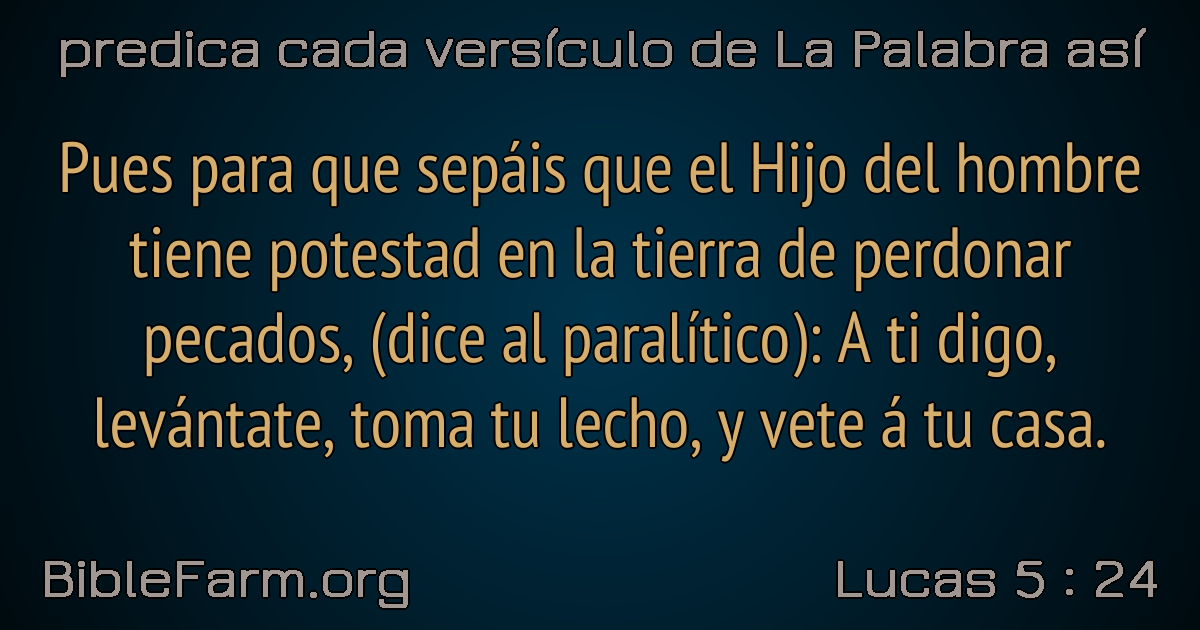 predica cada versículo de La Palabra así
Pues para que sepáis que el Hijo del hombre
tiene potestad en la tierra de perdonar
pecados, (dice al paralítico): A ti digo,
levántate, toma tu lecho, y vete á tu casa.
BibleFarm.org
Lucas 5 : 24